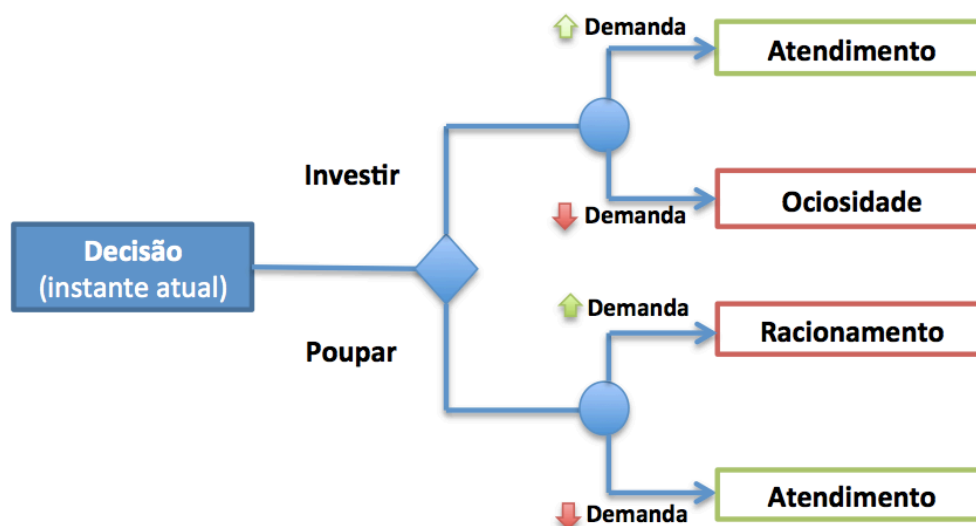 Demanda
Atendimento
Investir
Demanda
Ociosidade
Decisão
(instante atual)
Demanda
Racionamento
Poupar
Demanda
Atendimento